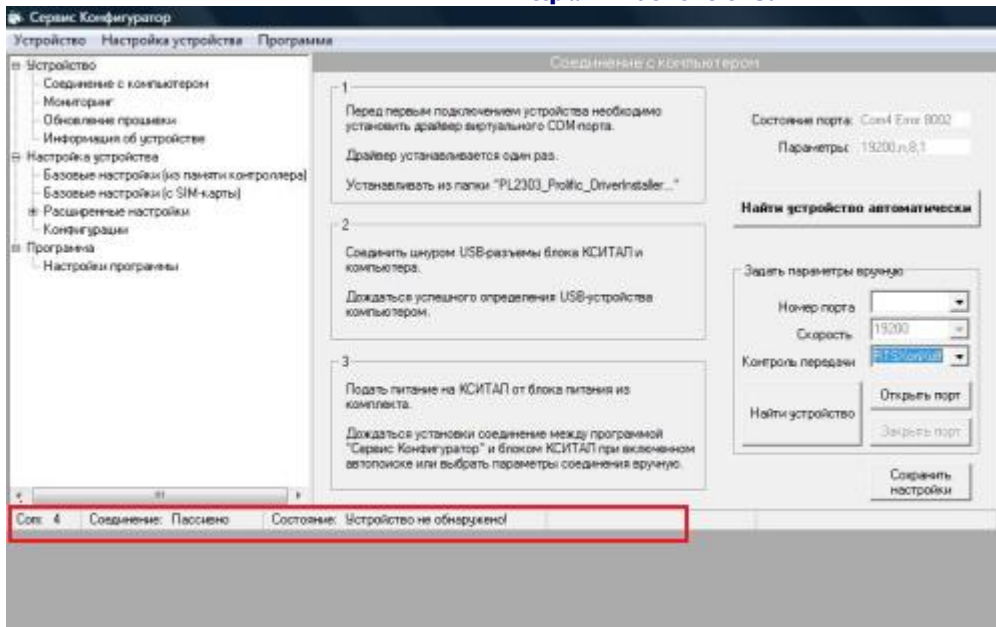 Сервис Конфигуратор
Устройство Настройка устройства Программа
Устройство
Соединение с компьютером
Мониторинг
Обновление прошивки
Информация об устройстве
Настройка устройства
Базовые настройки (из памяти контроллера)
Базовые настройки (с SIM-карты)
Расширенные настройки
Конфигурации
Программа
Настройки программы
Соединение с компьютером
1
Перед первым подключением устройства необходимо
установить драйвер виртуального COM порта.
Драйвер устанавливается один раз.
Устанавливать из папки "PL2303_Prolific_DriverInstaller..."
2
Соединить шнуром USB-разъемы блока КСИТАЛ и
компьютера.
Дождаться успешного определения USB-устройства
компьютером.
3
Подать питание на КСИТАЛ от блока питания из
комплекта.
Дождаться установки соединение между программой
"Сервис Конфигуратор" и блоком КСИТАЛ при включенном
автопоиске или выбрать параметры соединения вручную.
Состояние порта: Com4 Error 8002
Параметры: 19200,n,8,1
Найти устройство автоматически
Задать параметры вручную
Номер порта
Скорость 19200
Контроль передачи RTS/xon/xoff
Найти устройство
Открыть порт
Закрыть порт
Сохранить
настройки
Com: 4 Соединение: Пассивно Состояние: Устройство не обнаружено!